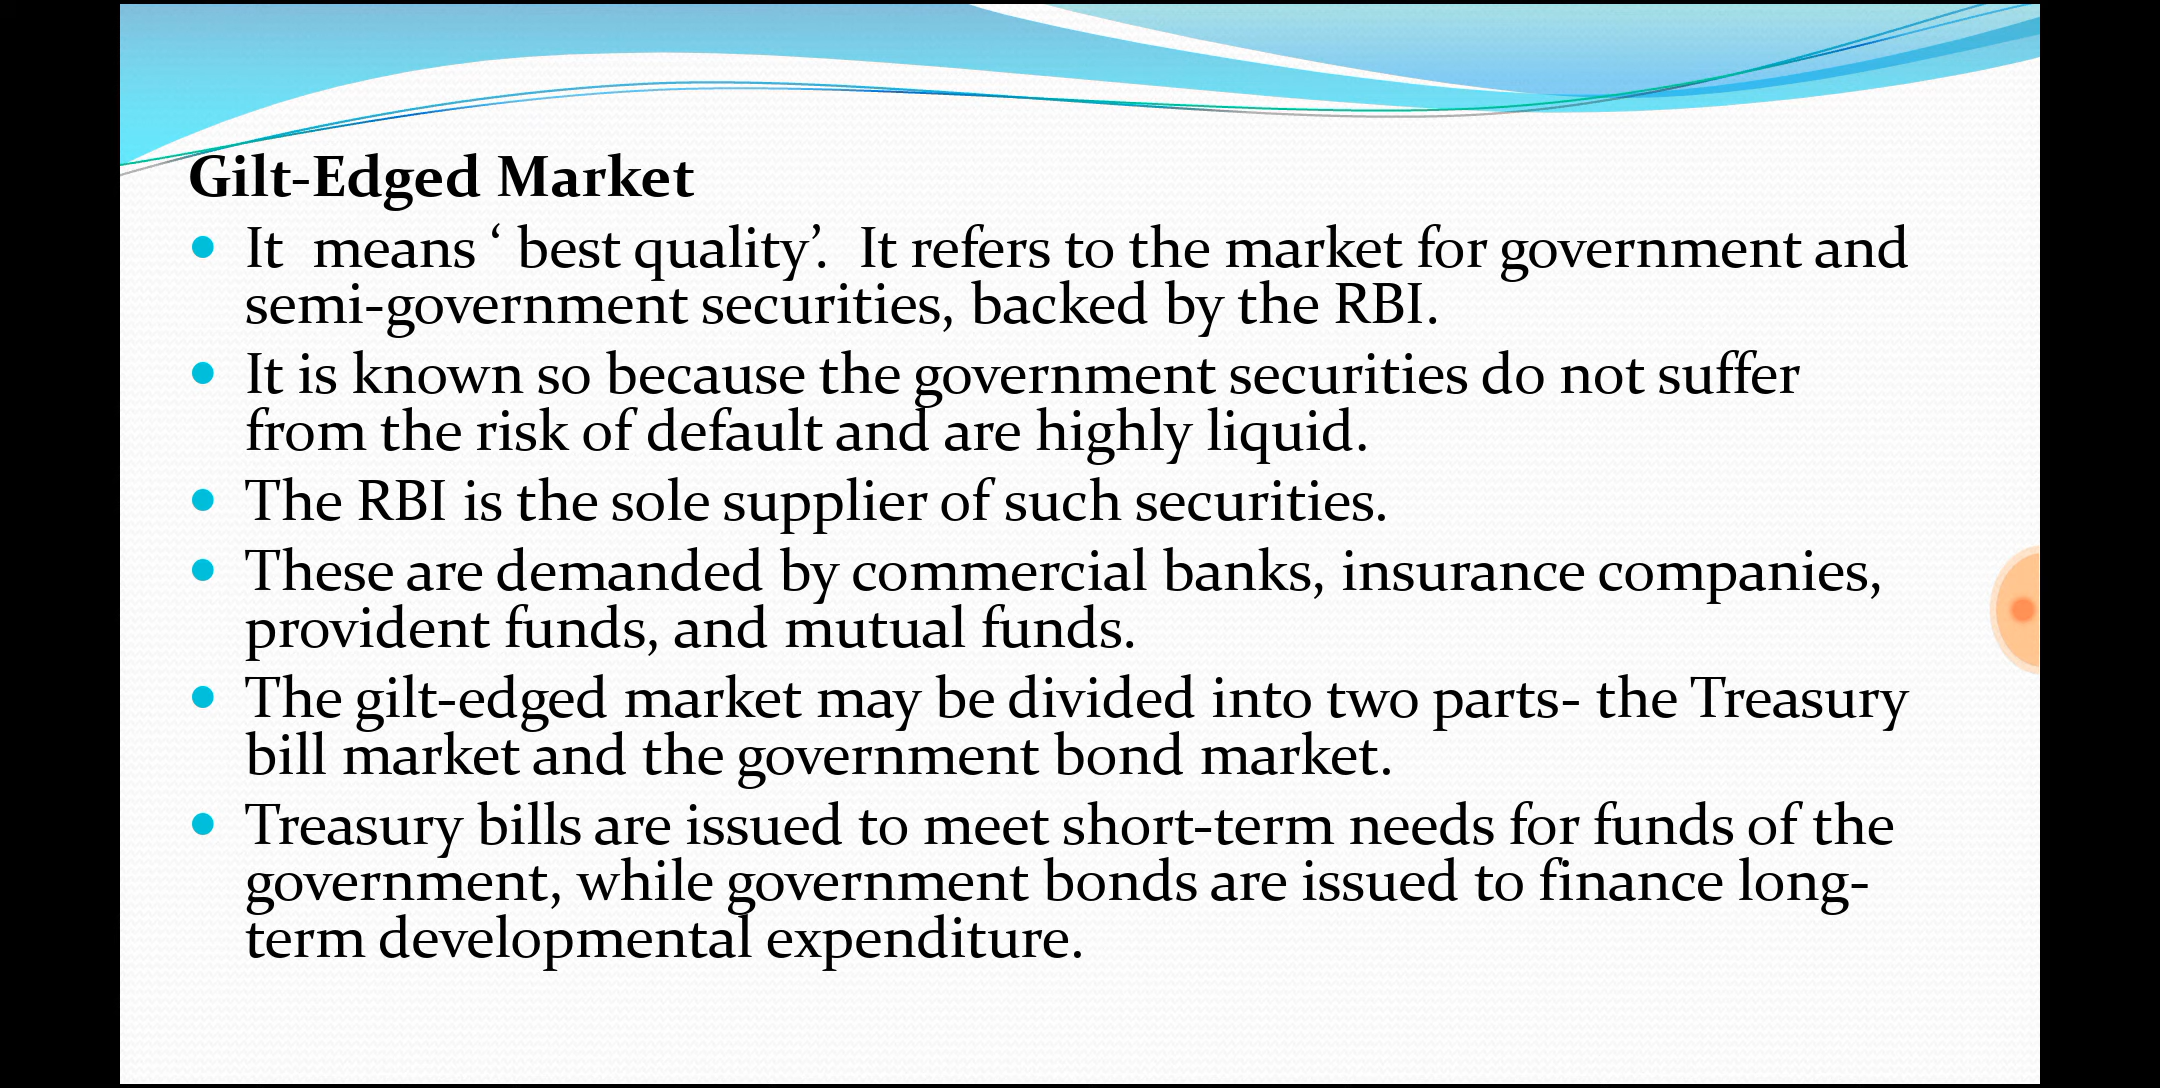 Gilt-Edged Market
It  means ‘ best quality’.  It refers to the market for government and
semi-government securities, backed by the RBI.
It is known so because the government securities do not suffer
from the risk of default and are highly liquid.
The RBI is the sole supplier of such securities.
These are demanded by commercial banks, insurance companies,
provident funds, and mutual funds.
The gilt-edged market may be divided into two parts- the Treasury
bill market and the government bond market.
Treasury bills are issued to meet short-term needs for funds of the
government, while government bonds are issued to finance long-
term developmental expenditure.